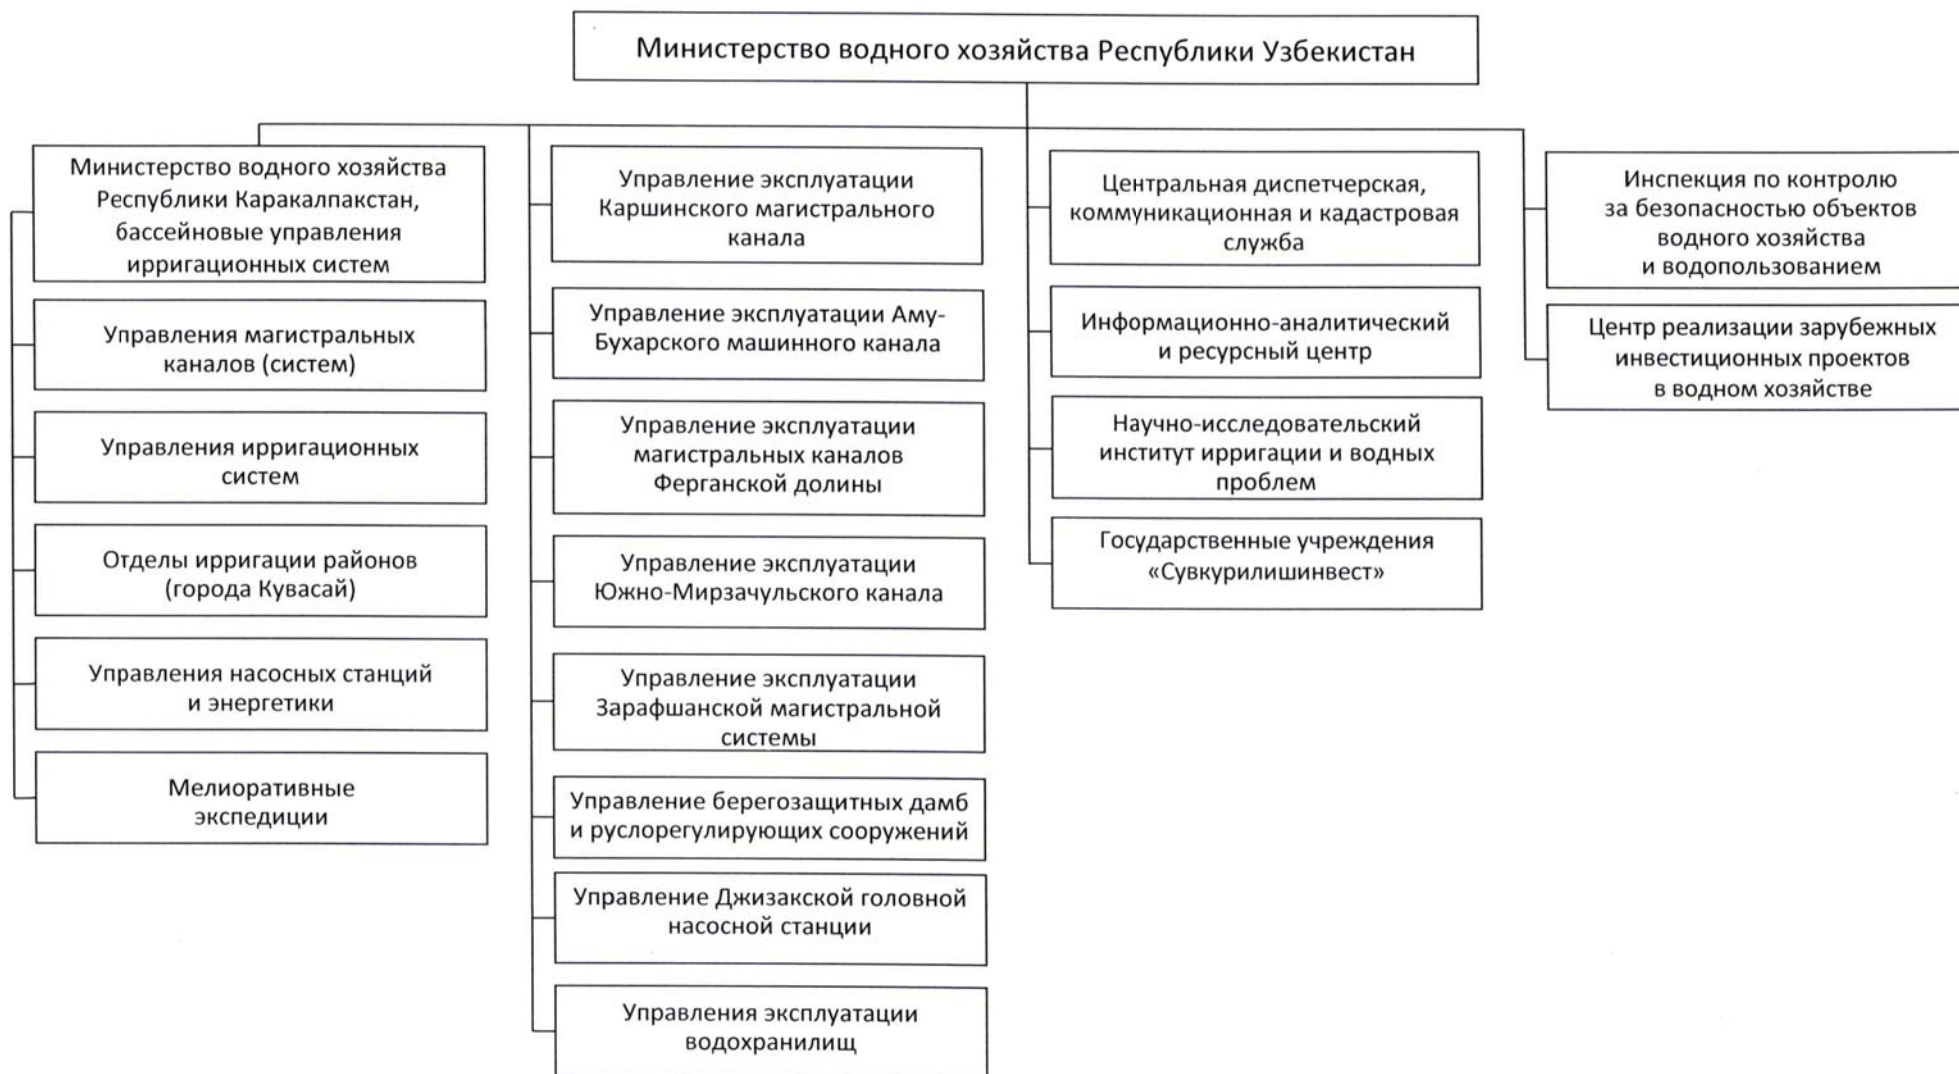 Министерство водного хозяйства Республики Узбекистан
Министерство водного хозяйства
Республики Каракалпакстан,
бассейновые управления
ирригационных систем
Управления магистральных
каналов (систем)
Управления ирригационных
систем
Отделы ирригации районов
(города Кувасай)
Управления насосных станций
и энергетики
Мелиоративные
экспедиции
Управление эксплуатации
Каршинского магистрального
канала
Управление эксплуатации Аму-
Бухарского машинного канала
Управление эксплуатации
магистральных каналов
Ферганской долины
Управление эксплуатации
Южно-Мирзачульского канала
Управление эксплуатации
Зарафшанской магистральной
системы
Управление берегозащитных дамб
и руслорегулирующих сооружений
Управление Джизакской головной
насосной станции
Управления эксплуатации
водохранилищ
Центральная диспетчерская,
коммуникационная и кадастровая
служба
Информационно-аналитический
и ресурсный центр
Научно-исследовательский
институт ирригации и водных
проблем
Государственные учреждения
«Сувкурилишинвест»
Инспекция по контролю
за безопасностью объектов
водного хозяйства
и водопользованием
Центр реализации зарубежных
инвестиционных проектов
в водном хозяйстве